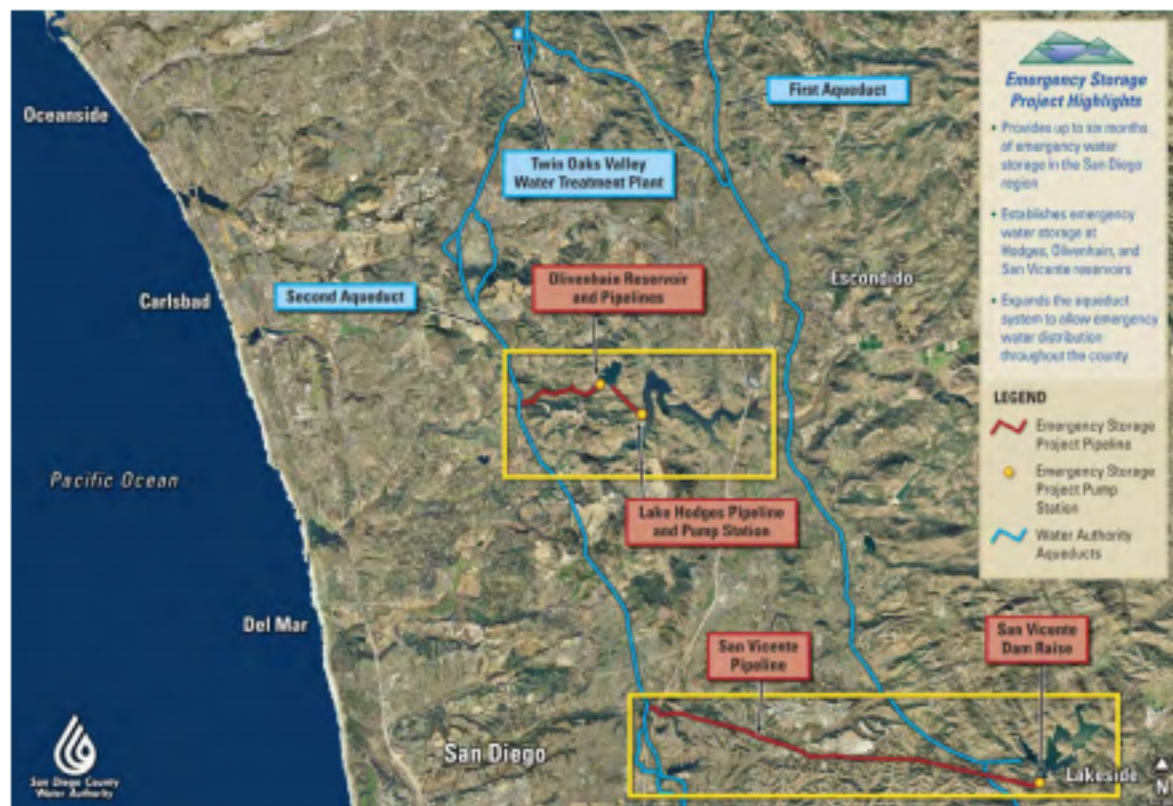 Oceanside
Carlsbad
Pacific Ocean
Del Mar
San Diego
San Diego County
Water Authority
First Aqueduct
Twin Oaks Valley
Water Treatment Plant
Second Aqueduct
Olivenhain Reservoir
and Pipelines
Escondido
Lake Hodges Pipeline
and Pump Station
San Vicente
Pipeline
San Vicente
Dam Raise
Lakeside
N
Emergency Storage
Project Highlights
• Provides up to six months
of emergency water
storage in the San Diego
region
• Establishes emergency
water storage at
Hodges, Olivenhain, and
San Vicente reservoirs
• Expands the aqueduct
system to allow emergency
water distribution
throughout the county
LEGEND
Emergency Storage
Project Pipeline
Emergency Storage
Project Pump
Station
Water Authority
Aqueducts